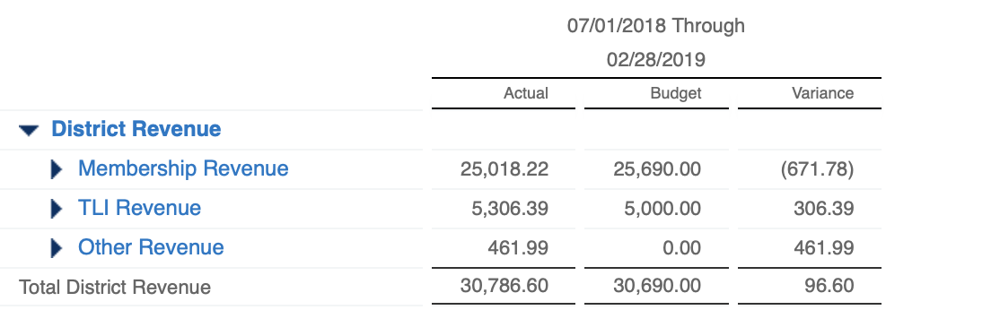 07/01/2018 Through
02/28/2019
Actual Budget Variance
District Revenue
Membership Revenue 25,018.22 25,690.00 (671.78)
TLI Revenue 5,306.39 5,000.00 306.39
Other Revenue 461.99 0.00 461.99
Total District Revenue 30,786.60 30,690.00 96.60